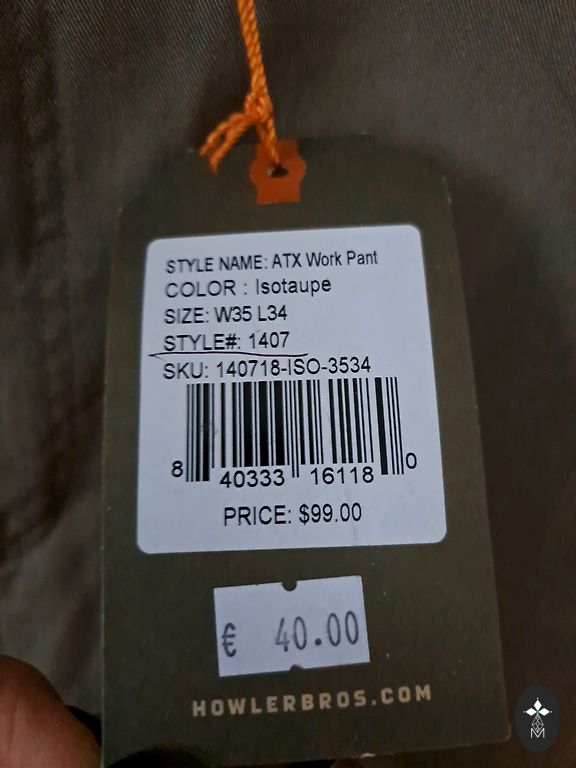 STYLE NAME: ATX Work Pant
COLOR : Isotaupe
SIZE: W35 L34
STYLE#: 1407
SKU: 140718-ISO-3534
8 40333 16118 0
PRICE: $99.00
€ 40.00
HOWLERBROS.COM
M